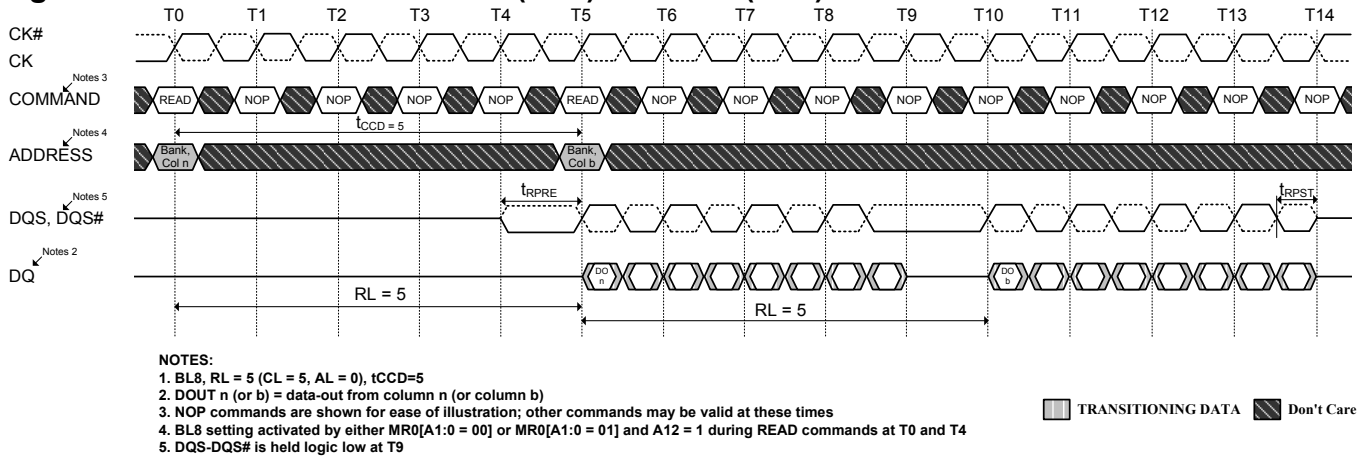 T0 T1 T2 T3 T4 T5 T6 T7 T8 T9 T10 T11 T12 T13 T14
CK#
CK
Notes 3
COMMAND
READ NOP NOP NOP NOP READ NOP NOP NOP NOP NOP NOP NOP NOP NOP
tCCD = 5
Notes 4
ADDRESS
Bank,
Col n
Bank,
Col b
Notes 5
DQS, DQS#
tRPRE
tRPST
Notes 2
DQ
DO
n
DO
b
RL = 5
RL = 5
NOTES:
1. BL8, RL = 5 (CL = 5, AL = 0), tCCD=5
2. DOUT n (or b) = data-out from column n (or column b)
3. NOP commands are shown for ease of illustration; other commands may be valid at these times
4. BL8 setting activated by either MR0[A1:0 = 00] or MR0[A1:0 = 01] and A12 = 1 during READ commands at T0 and T4
5. DQS-DQS# is held logic low at T9
TRANSITIONING DATA
Don't Care